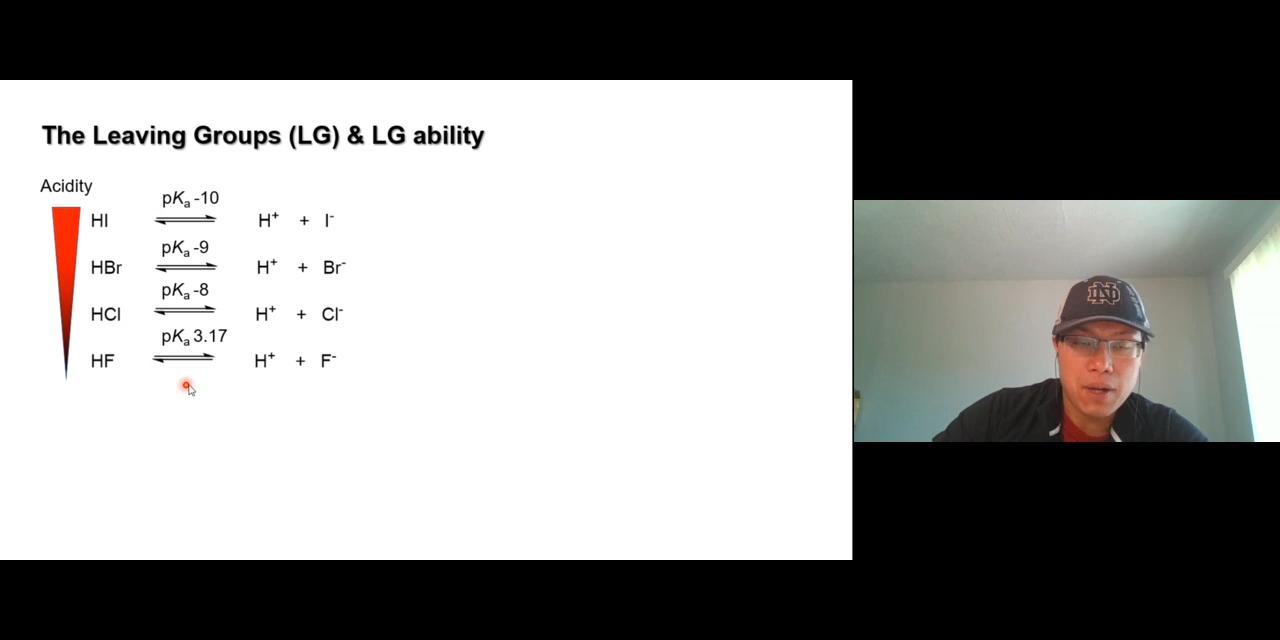 The Leaving Groups (LG) & LG ability
Acidity
pKa -10
HI H+ + I-
pKa -9
HBr H+ + Br-
pKa -8
HCl H+ + Cl-
pKa 3.17
HF H+ + F-
ND